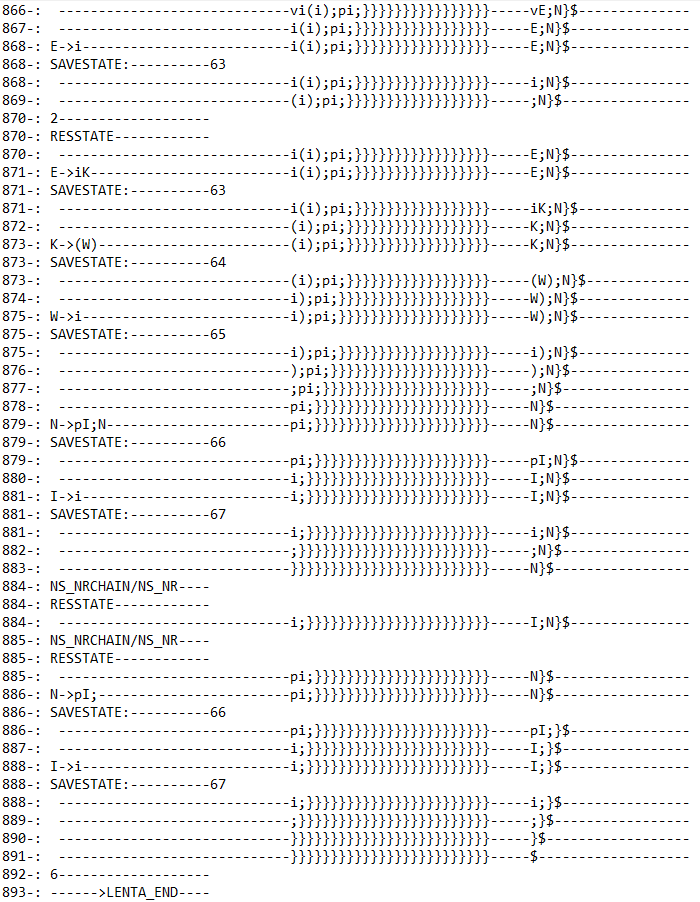 866-:  -----------------------------vi(i);pi;}}}}}}}}}}}}}}}}-----vE;N}$--------------
867-:  -----------------------------i(i);pi;}}}}}}}}}}}}}}}}}-----E;N}$---------------
868-: E->i--------------------------i(i);pi;}}}}}}}}}}}}}}}}}-----E;N}$---------------
868-: SAVESTATE:----------63
868-:  -----------------------------i(i);pi;}}}}}}}}}}}}}}}}}-----i;N}$---------------
869-:  -----------------------------(i);pi;}}}}}}}}}}}}}}}}}}-----;N}$----------------
870-: 2-------------------
870-: RESSTATE------------
870-:  -----------------------------i(i);pi;}}}}}}}}}}}}}}}}}-----E;N}$---------------
871-: E->iK-------------------------i(i);pi;}}}}}}}}}}}}}}}}}-----E;N}$---------------
871-: SAVESTATE:----------63
871-:  -----------------------------i(i);pi;}}}}}}}}}}}}}}}}}-----iK;N}$--------------
872-:  -----------------------------(i);pi;}}}}}}}}}}}}}}}}}}-----K;N}$---------------
873-: K->(W)------------------------(i);pi;}}}}}}}}}}}}}}}}}}-----K;N}$---------------
873-: SAVESTATE:----------64
873-:  -----------------------------(i);pi;}}}}}}}}}}}}}}}}}}-----(W);N}$-------------
874-:  -----------------------------i);pi;}}}}}}}}}}}}}}}}}}}-----W);N}$--------------
875-: W->i--------------------------i);pi;}}}}}}}}}}}}}}}}}}}-----W);N}$--------------
875-: SAVESTATE:----------65
875-:  -----------------------------i);pi;}}}}}}}}}}}}}}}}}}}-----i);N}$--------------
876-:  -----------------------------);pi;}}}}}}}}}}}}}}}}}}}}-----);N}$---------------
877-:  -----------------------------;pi;}}}}}}}}}}}}}}}}}}}}}-----;N}$----------------
878-:  -----------------------------pi;}}}}}}}}}}}}}}}}}}}}}}-----N}$-----------------
879-: N->pI;N-----------------------pi;}}}}}}}}}}}}}}}}}}}}}}-----N}$-----------------
879-: SAVESTATE:----------66
879-:  -----------------------------pi;}}}}}}}}}}}}}}}}}}}}}}-----pI;N}$--------------
880-:  -----------------------------i;}}}}}}}}}}}}}}}}}}}}}}}-----I;N}$---------------
881-: I->i--------------------------i;}}}}}}}}}}}}}}}}}}}}}}}-----I;N}$---------------
881-: SAVESTATE:----------67
881-:  -----------------------------i;}}}}}}}}}}}}}}}}}}}}}}}-----i;N}$---------------
882-:  -----------------------------;}}}}}}}}}}}}}}}}}}}}}}}}-----;N}$----------------
883-:  -----------------------------}}}}}}}}}}}}}}}}}}}}}}}}}-----N}$-----------------
884-: NS_NRCHAIN/NS_NR----
884-: RESSTATE------------
884-:  -----------------------------i;}}}}}}}}}}}}}}}}}}}}}}}-----I;N}$---------------
885-: NS_NRCHAIN/NS_NR----
885-: RESSTATE------------
885-:  -----------------------------pi;}}}}}}}}}}}}}}}}}}}}}}-----N}$-----------------
886-: N->pI;------------------------pi;}}}}}}}}}}}}}}}}}}}}}}-----N}$-----------------
886-: SAVESTATE:----------66
886-:  -----------------------------pi;}}}}}}}}}}}}}}}}}}}}}}-----pI;}$---------------
887-:  -----------------------------i;}}}}}}}}}}}}}}}}}}}}}}}-----I;}$----------------
888-: I->i--------------------------i;}}}}}}}}}}}}}}}}}}}}}}}-----I;}$----------------
888-: SAVESTATE:----------67
888-:  -----------------------------i;}}}}}}}}}}}}}}}}}}}}}}}-----i;}$----------------
889-:  -----------------------------;}}}}}}}}}}}}}}}}}}}}}}}}-----;}$-----------------
890-:  -----------------------------}}}}}}}}}}}}}}}}}}}}}}}}}-----}$------------------
891-:  -----------------------------}}}}}}}}}}}}}}}}}}}}}}}}}-----$-------------------
892-: 6-------------------
893-: ------>LENTA_END----